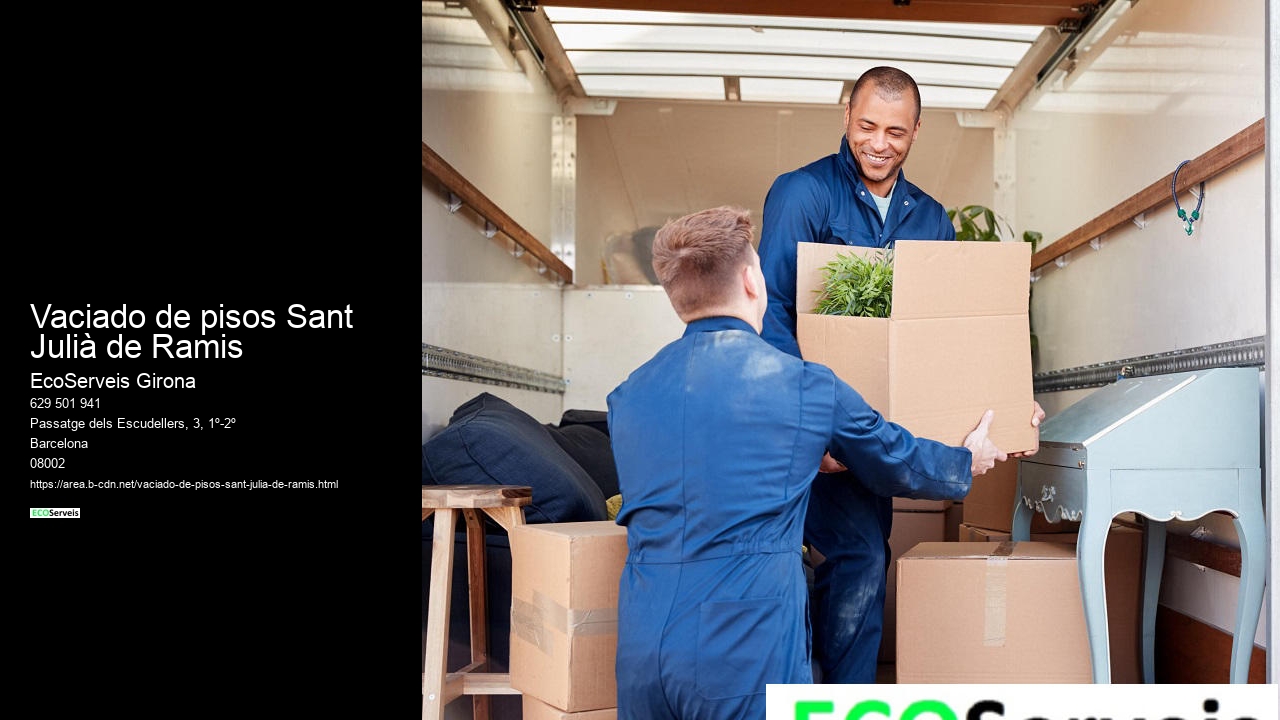 Vaciado de pisos Sant
Julià de Ramis
EcoServeis Girona
629 501 941
Passatge dels Escudellers, 3, 1º-2º
Barcelona
08002
https://area.b-cdn.net/vaciado-de-pisos-sant-julia-de-ramis.html
ECOServeis
ECOServeis